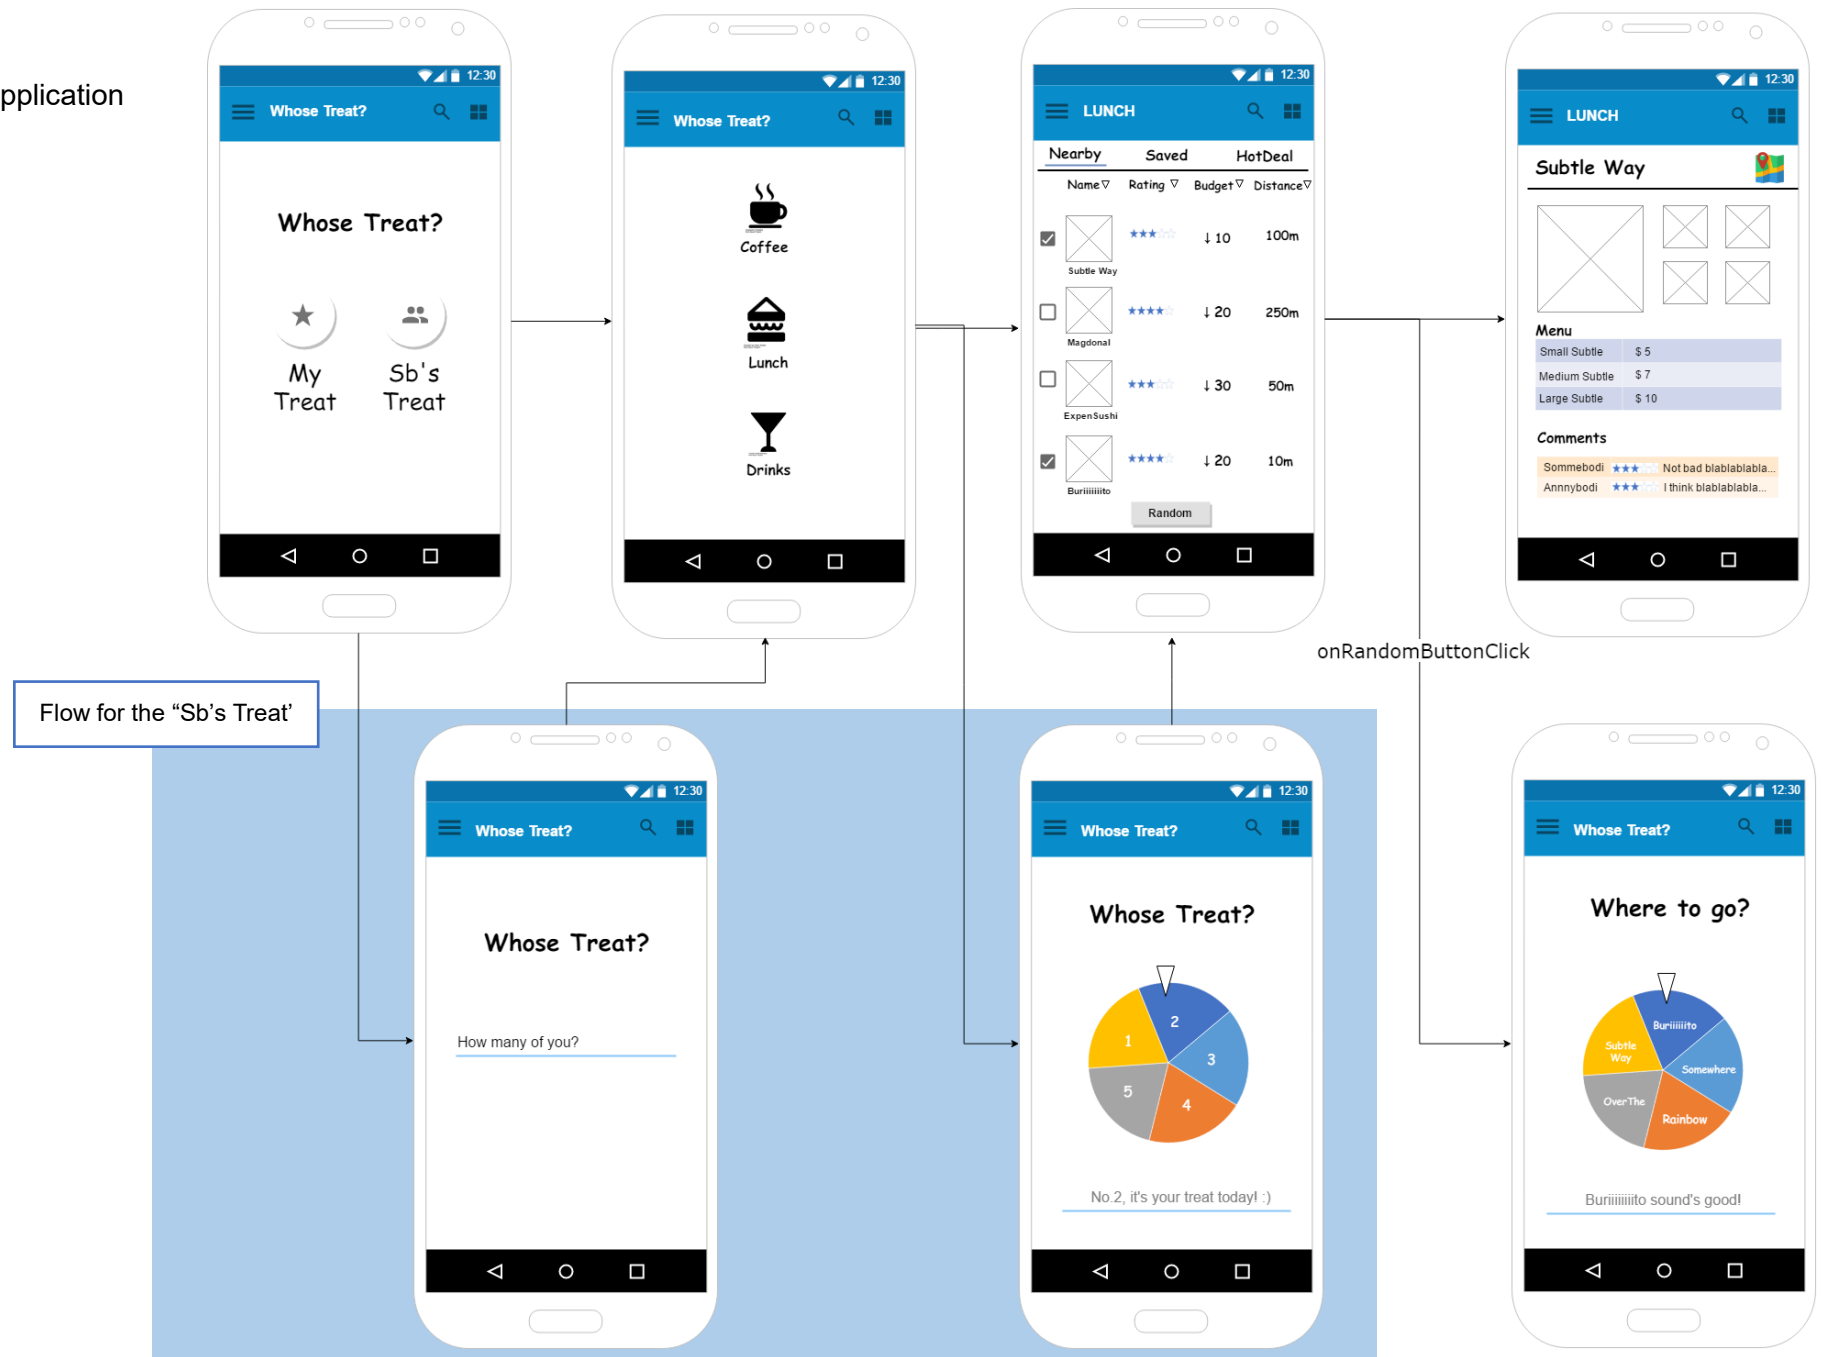 pplication
12:30
Whose Treat?
Whose Treat?
My
Treat
Sb's
Treat
12:30
Whose Treat?
Coffee
Lunch
Drinks
12:30
LUNCH
Nearby Saved HotDeal
Name Rating Budget Distance
↓ 10 100m
Subtle Way
↓ 20 250m
Magdonal
↓ 30 50m
ExpenSushi
↓ 20 10m
Buriiiiiiito
Random
12:30
LUNCH
Subtle Way
Menu
Small Subtle $ 5
Medium Subtle $ 7
Large Subtle $ 10
Comments
Sommebodi Not bad blablablabla...
Annnybodi I think blablablabla...
onRandomButtonClick
Flow for the “Sb’s Treat’
12:30
Whose Treat?
Whose Treat?
How many of you?
12:30
Whose Treat?
Whose Treat?
1
2
3
4
5
No.2, it's your treat today! :)
12:30
Whose Treat?
Where to go?
Buriiiiiiito
Subtle
Way
Somewhere
OverThe
Rainbow
Buriiiiiiiito sound's good!